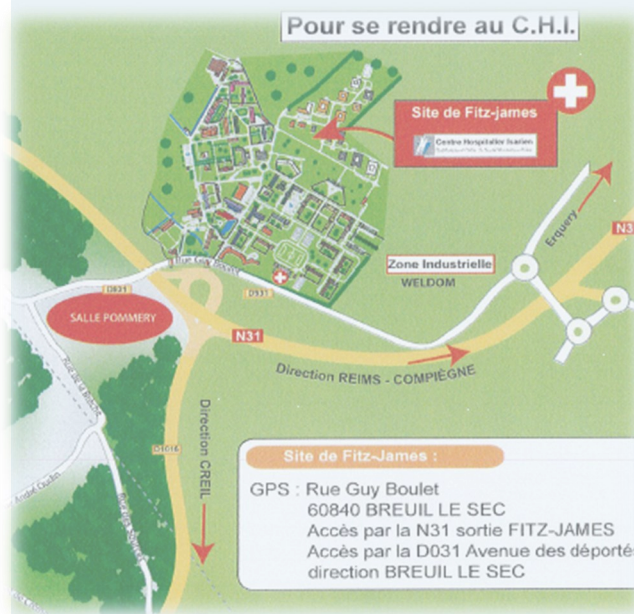 Pour se rendre au C.H.I.
Site de Fitz-james
Centre Hospitalier Isarien
Rue Guy Boulet
Zone Industrielle
WELDOM
Erquery
N3
D931
D931
SALLE POMMERY
N31
Direction REIMS - COMPIÈGNE
Direction CREIL
D1016
André Oudin
Site de Fitz-James :
GPS : Rue Guy Boulet
60840 BREUIL LE SEC
Accès par la N31 sortie FITZ-JAMES
Accès par la D031 Avenue des déporté
direction BREUIL LE SEC